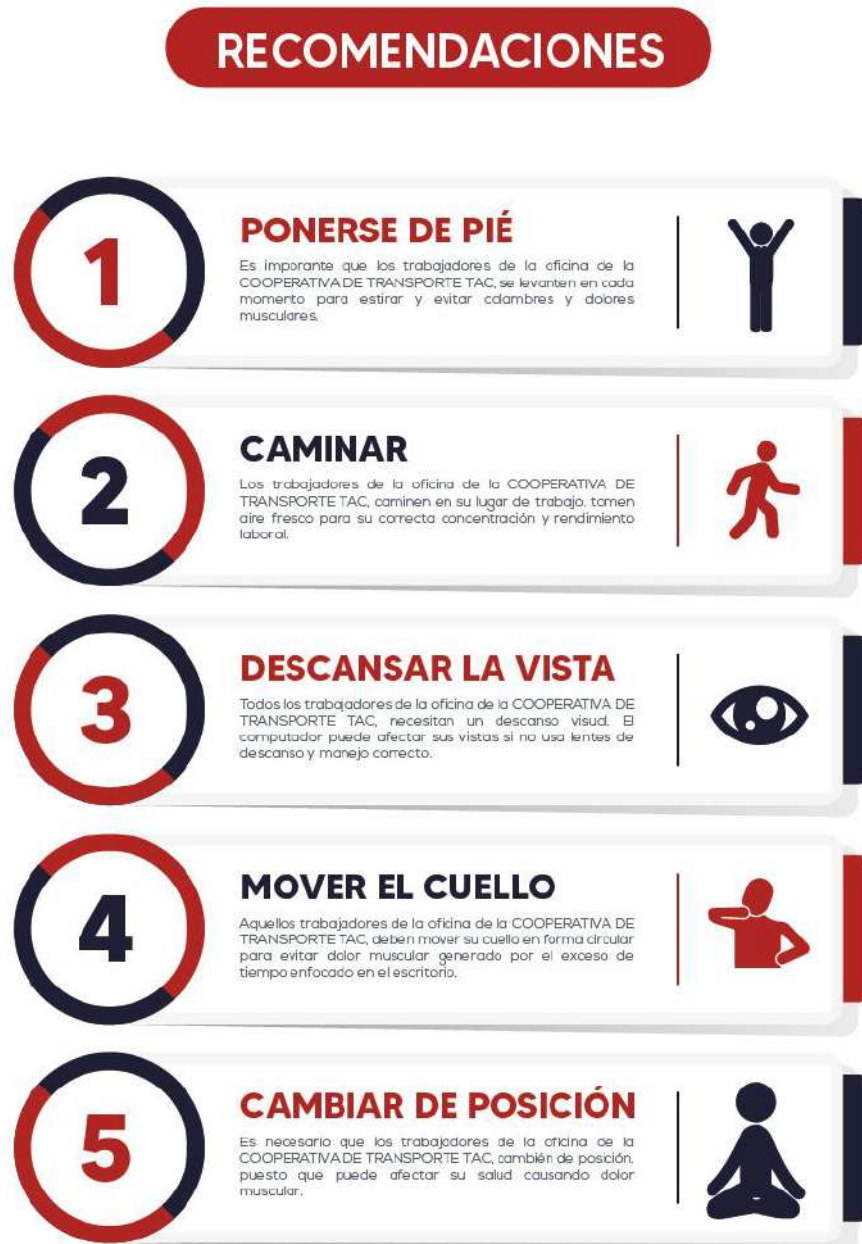 RECOMENDACIONES
1
PONERSE DE PIÉ
Es imporante que los trabajadores de la oficina de la
COOPERATIVA DE TRANSPORTE TAC, se levanten en cada
momento para estirar y evitar calambres y dolores
musculares.
2
CAMINAR
Los trabajadores de la oficina de la COOPERATIVA DE
TRANSPORTE TAC, caminen en su lugar de trabajo, tomen
aire fresco para su correcta concentración y rendimiento
laboral.
3
DESCANSAR LA VISTA
Todos los trabajadores de la oficina de la COOPERATIVA DE
TRANSPORTE TAC, necesitan un descanso visual. El
computador puede afectar sus vistas si no usa lentes de
descanso y manejo correcto.
4
MOVER EL CUELLO
Aquellos trabajadores de la oficina de la COOPERATIVA DE
TRANSPORTE TAC, deben mover su cuello en forma circular
para evitar dolor muscular generado por el exceso de
tiempo enfocado en el escritorio.
5
CAMBIAR DE POSICIÓN
Es necesario que los trabajadores de la oficina de la
COOPERATIVA DE TRANSPORTE TAC, cambién de posición,
puesto que puede afectar su salud causando dolor
muscular.